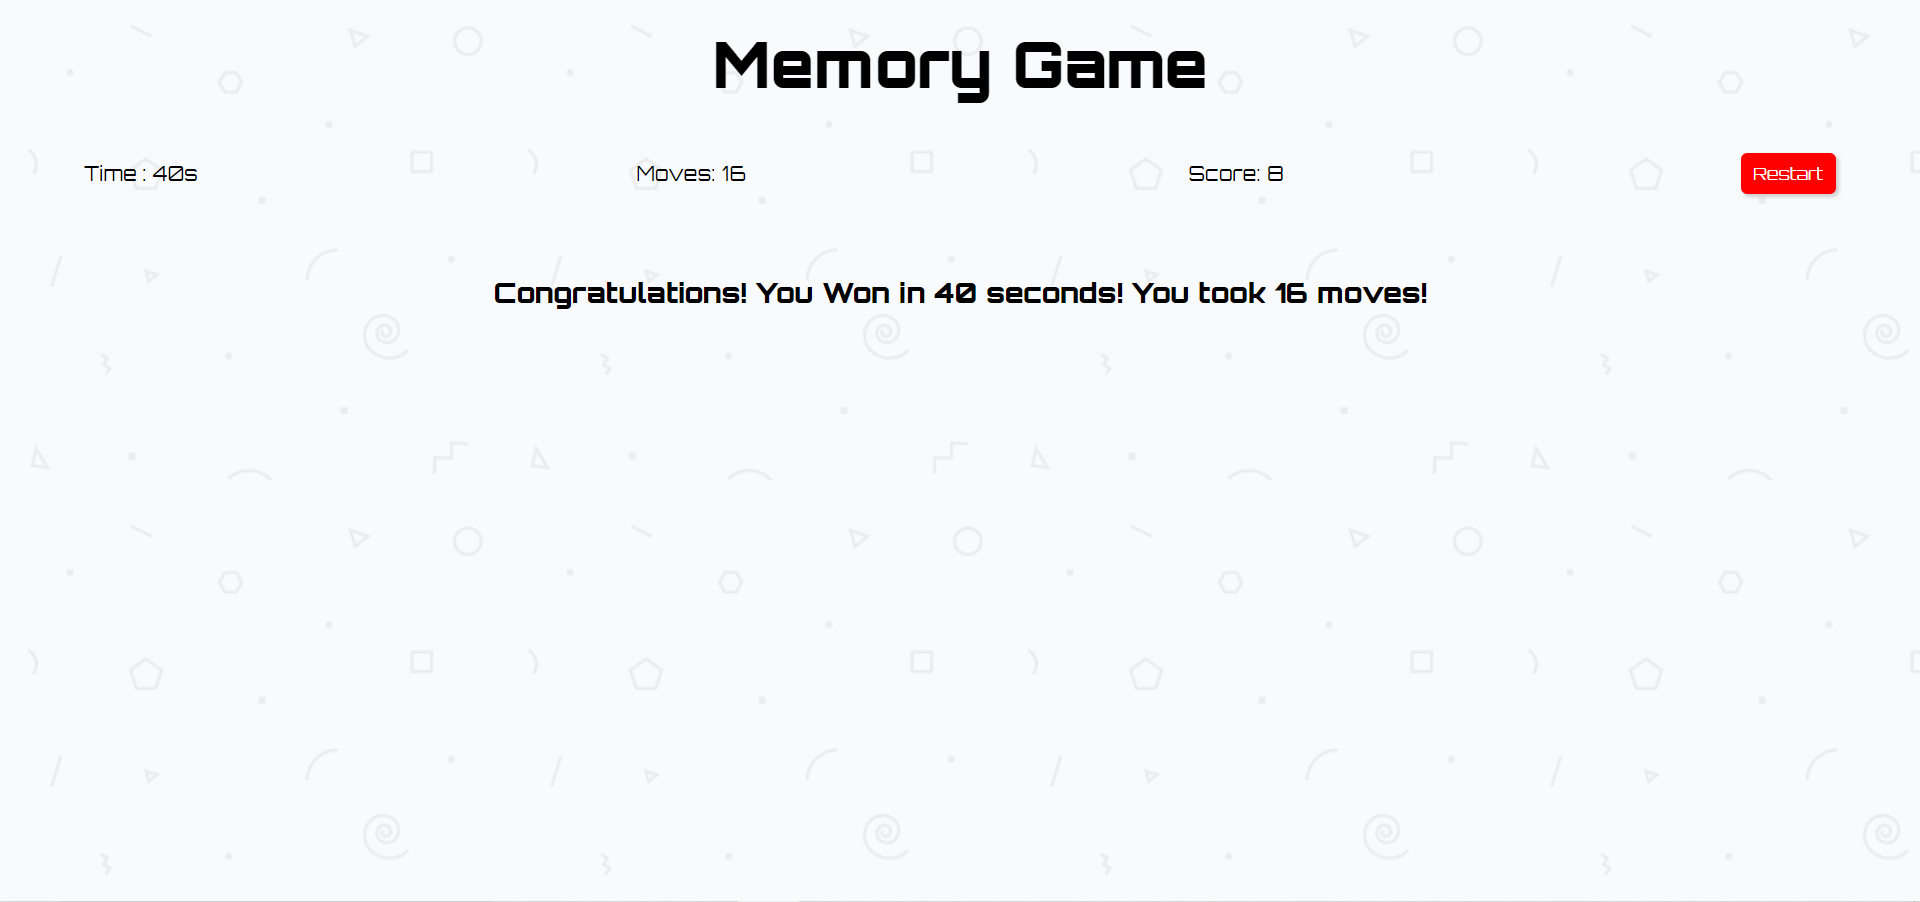 Memory Game
Time : 40s Moves: 16 Score: 8 Restart
Congratulations! You Won in 40 seconds! You took 16 moves!